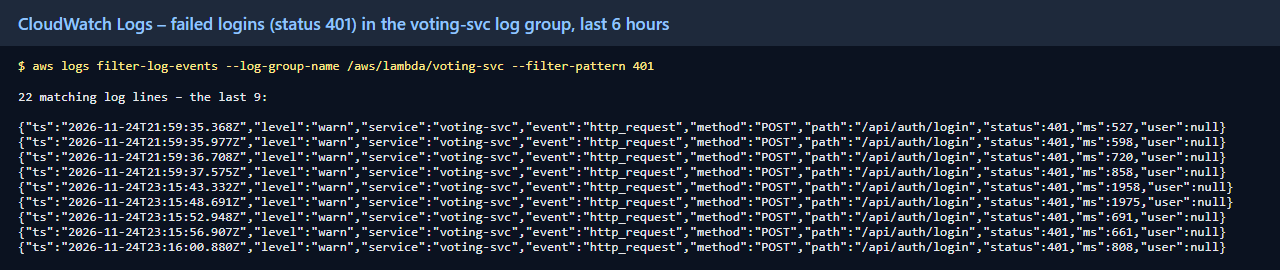 CloudWatch Logs – failed logins (status 401) in the voting-svc log group, last 6 hours
$ aws logs filter-log-events --log-group-name /aws/lambda/voting-svc --filter-pattern 401
22 matching log lines – the last 9:
{"ts":"2026-11-24T21:59:35.368Z","level":"warn","service":"voting-svc","event":"http_request","method":"POST","path":"/api/auth/login","status":401,"ms":527,"user":null}
{"ts":"2026-11-24T21:59:35.977Z","level":"warn","service":"voting-svc","event":"http_request","method":"POST","path":"/api/auth/login","status":401,"ms":598,"user":null}
{"ts":"2026-11-24T21:59:36.708Z","level":"warn","service":"voting-svc","event":"http_request","method":"POST","path":"/api/auth/login","status":401,"ms":720,"user":null}
{"ts":"2026-11-24T21:59:37.575Z","level":"warn","service":"voting-svc","event":"http_request","method":"POST","path":"/api/auth/login","status":401,"ms":858,"user":null}
{"ts":"2026-11-24T23:15:43.332Z","level":"warn","service":"voting-svc","event":"http_request","method":"POST","path":"/api/auth/login","status":401,"ms":1958,"user":null}
{"ts":"2026-11-24T23:15:48.691Z","level":"warn","service":"voting-svc","event":"http_request","method":"POST","path":"/api/auth/login","status":401,"ms":1975,"user":null}
{"ts":"2026-11-24T23:15:52.948Z","level":"warn","service":"voting-svc","event":"http_request","method":"POST","path":"/api/auth/login","status":401,"ms":691,"user":null}
{"ts":"2026-11-24T23:15:56.907Z","level":"warn","service":"voting-svc","event":"http_request","method":"POST","path":"/api/auth/login","status":401,"ms":661,"user":null}
{"ts":"2026-11-24T23:16:00.880Z","level":"warn","service":"voting-svc","event":"http_request","method":"POST","path":"/api/auth/login","status":401,"ms":808,"user":null}